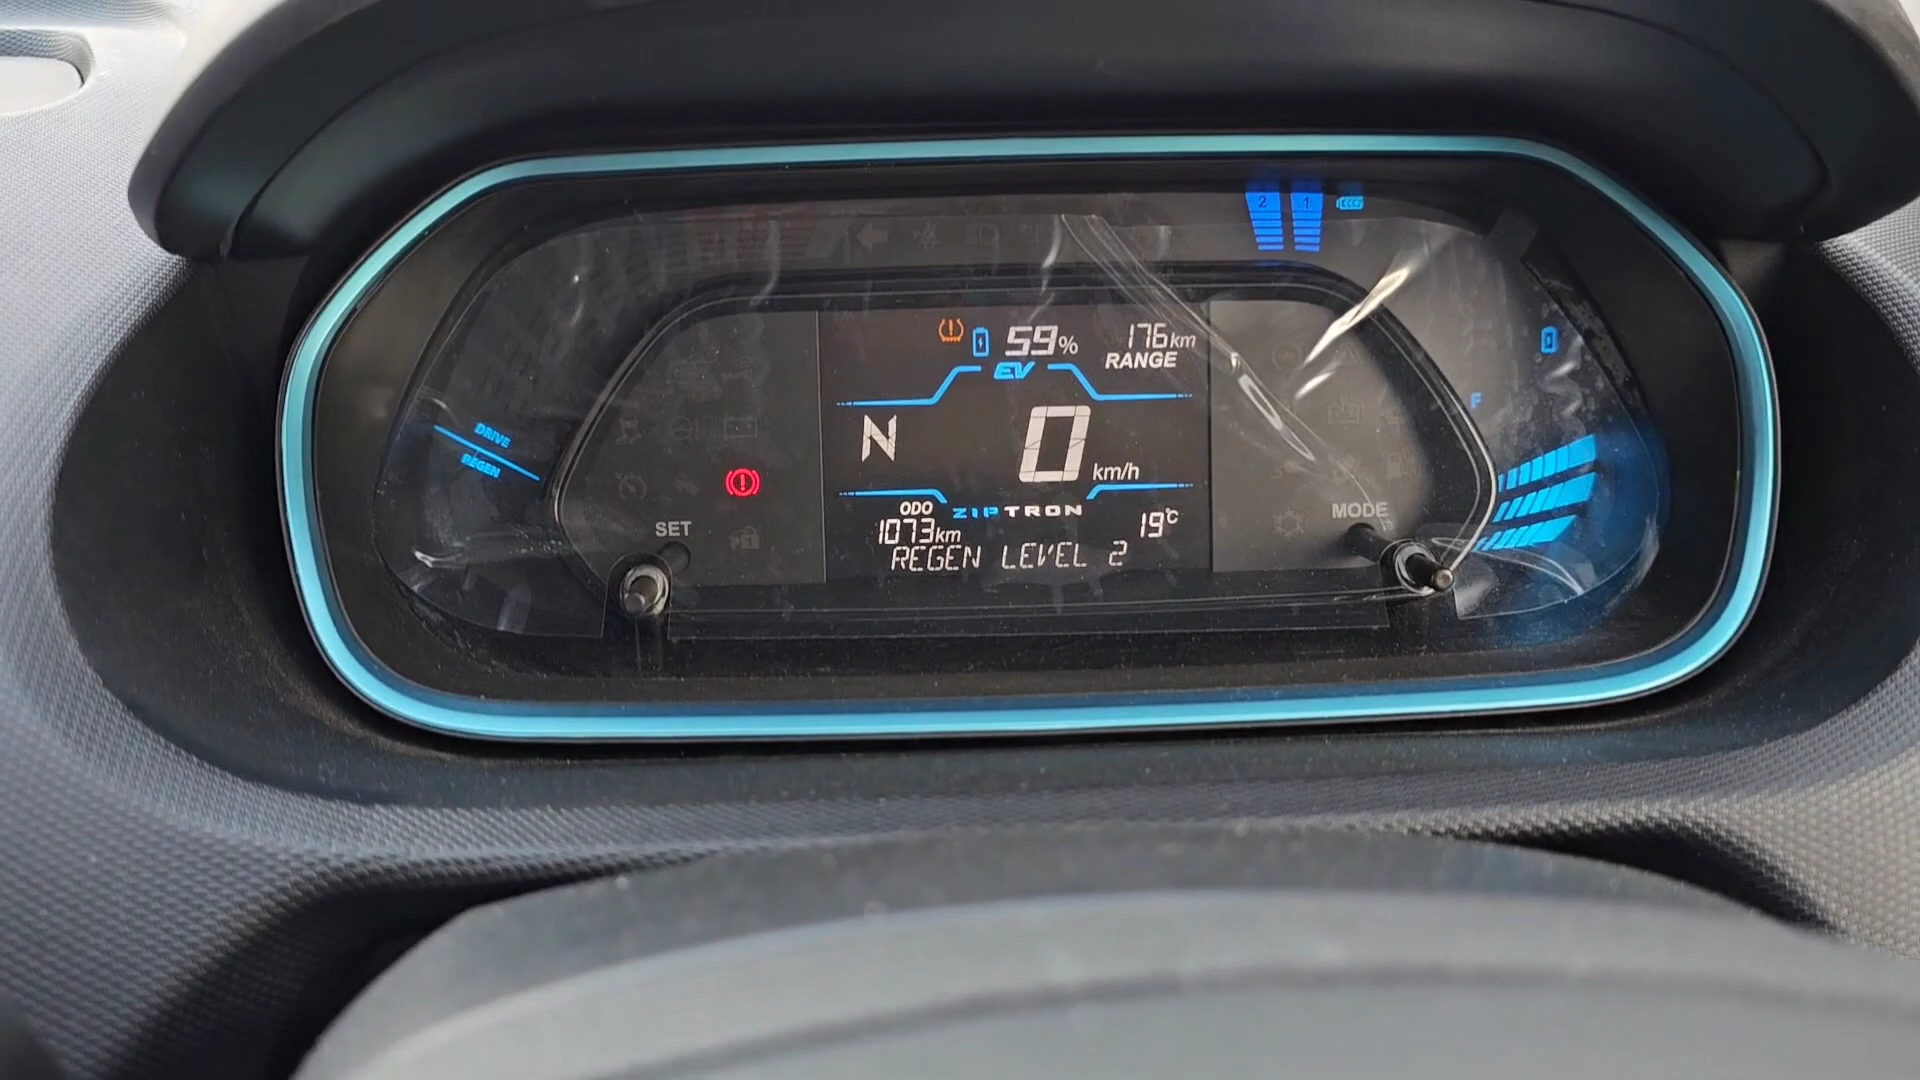 2 1
59% 176km
RANGE
EV
F
DRIVE
REGEN
N 0 km/h
SET
MODE
ODO ZIPTRON
1073km 19°C
REGEN LEVEL 2